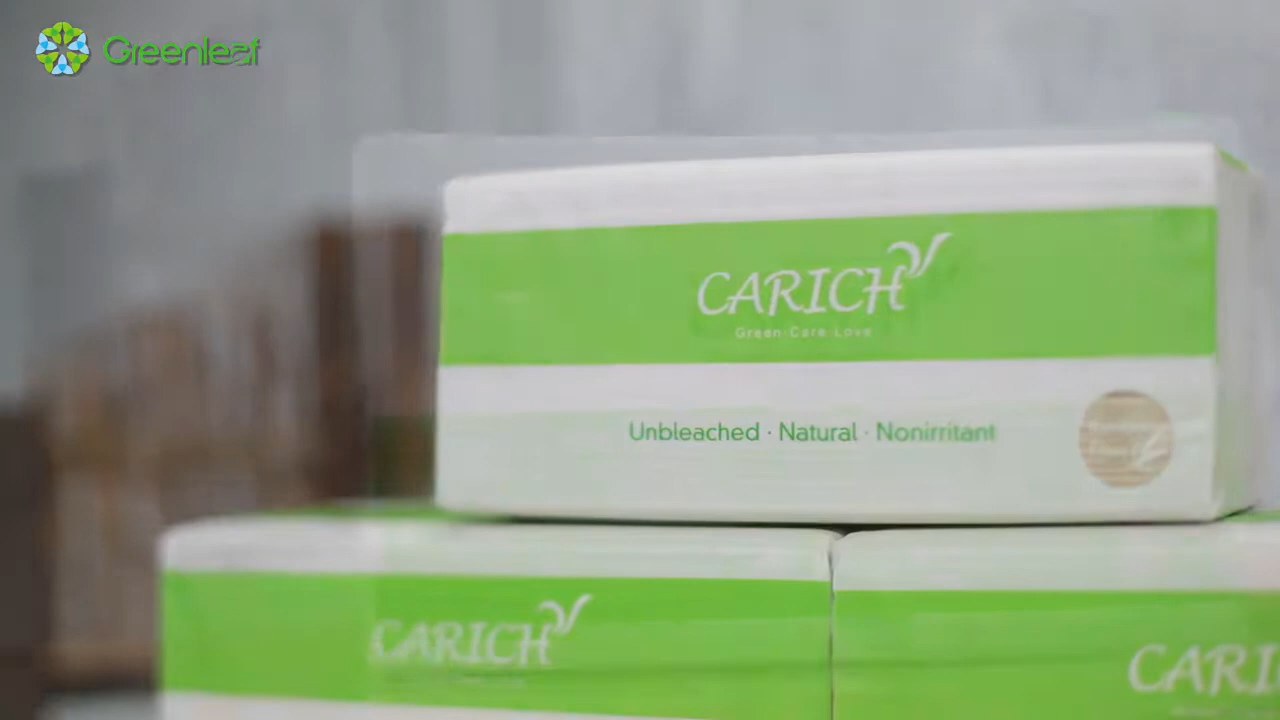 Greenleaf
CARICH
Green Care Love
Unbleached · Natural · Nonirritant
CARICH
CARI